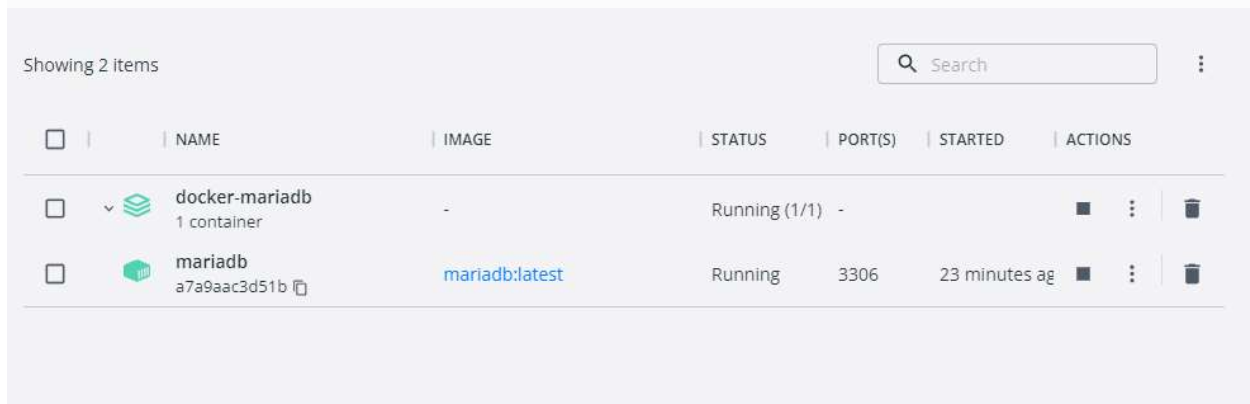 Showing 2 items
Search
NAME IMAGE STATUS PORT(S) STARTED ACTIONS
docker-mariadb
1 container
- Running (1/1) -
mariadb
a7a9aac3d51b
mariadb:latest Running 3306 23 minutes ag